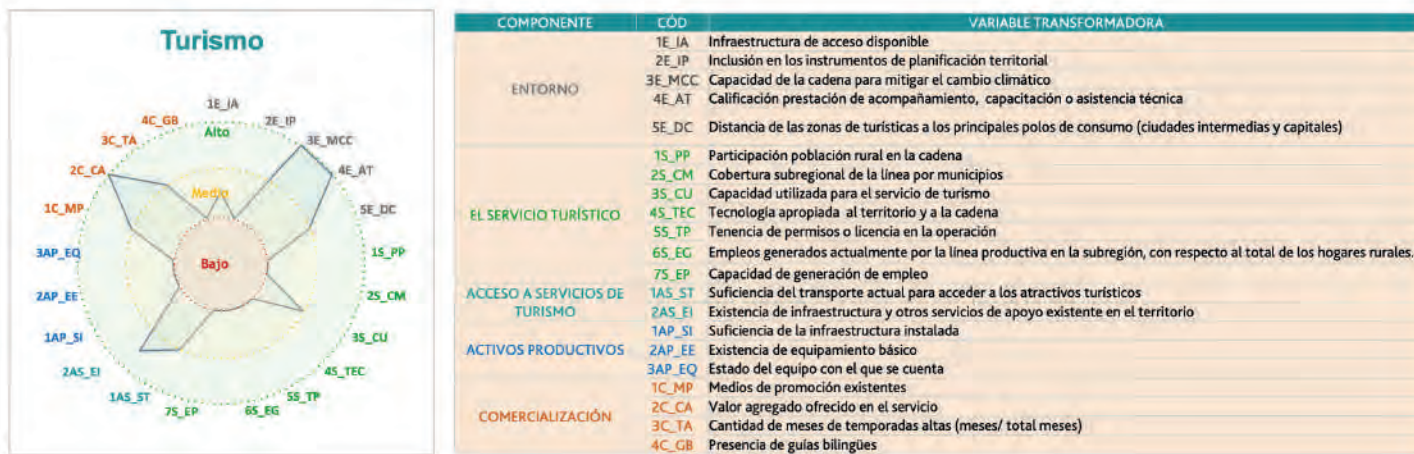 Turismo
1E_IA
2E_IP
3E_MCC
4E_AT
5E_DC
1S_PP
2S_CM
3S_CU
4S_TEC
5S_TP
6S_EG
7S_EP
1AS_ST
2AS_EI
1AP_SI
2AP_EE
3AP_EQ
1C_MP
2C_CA
3C_TA
4C_GB
Alto
Medio
Bajo
COMPONENTE CÓD VARIABLE TRANSFORMADORA
ENTORNO
1E_IA Infraestructura de acceso disponible
2E_IP Inclusión en los instrumentos de planificación territorial
3E_MCC Capacidad de la cadena para mitigar el cambio climático
4E_AT Calificación prestación de acompañamiento, capacitación o asistencia técnica
5E_DC Distancia de las zonas de turísticas a los principales polos de consumo (ciudades intermedias y capitales)
EL SERVICIO TURÍSTICO
1S_PP Participación población rural en la cadena
2S_CM Cobertura subregional de la línea por municipios
3S_CU Capacidad utilizada para el servicio de turismo
4S_TEC Tecnología apropiada al territorio y a la cadena
5S_TP Tenencia de permisos o licencia en la operación
6S_EG Empleos generados actualmente por la línea productiva en la subregión, con respecto al total de los hogares rurales.
7S_EP Capacidad de generación de empleo
ACCESO A SERVICIOS DE
TURISMO
1AS_ST Suficiencia del transporte actual para acceder a los atractivos turísticos
2AS_EI Existencia de infraestructura y otros servicios de apoyo existente en el territorio
ACTIVOS PRODUCTIVOS
1AP_SI Suficiencia de la infraestructura instalada
2AP_EE Existencia de equipamiento básico
3AP_EQ Estado del equipo con el que se cuenta
COMERCIALIZACIÓN
1C_MP Medios de promoción existentes
2C_CA Valor agregado ofrecido en el servicio
3C_TA Cantidad de meses de temporadas altas (meses/ total meses)
4C_GB Presencia de guías bilingües